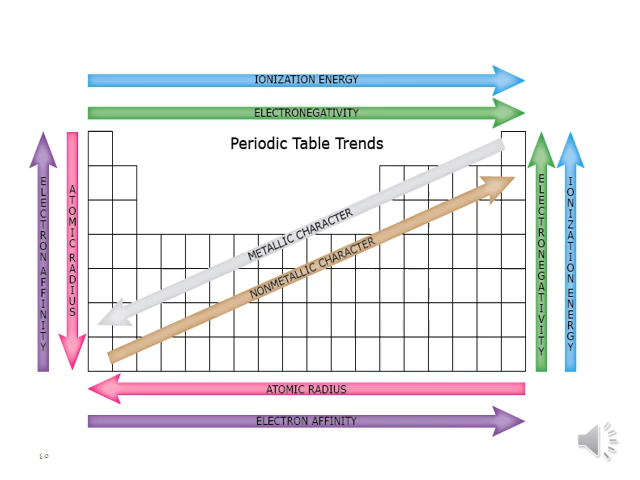 IONIZATION ENERGY
ELECTRONEGATIVITY
Periodic Table Trends
ELECTRON AFFINITY
ATOMIC RADIUS
METALLIC CHARACTER
NONMETALLIC CHARACTER
ELECTRONEGATIVITY
IONIZATION ENERGY
ATOMIC RADIUS
ELECTRON AFFINITY
٤٥